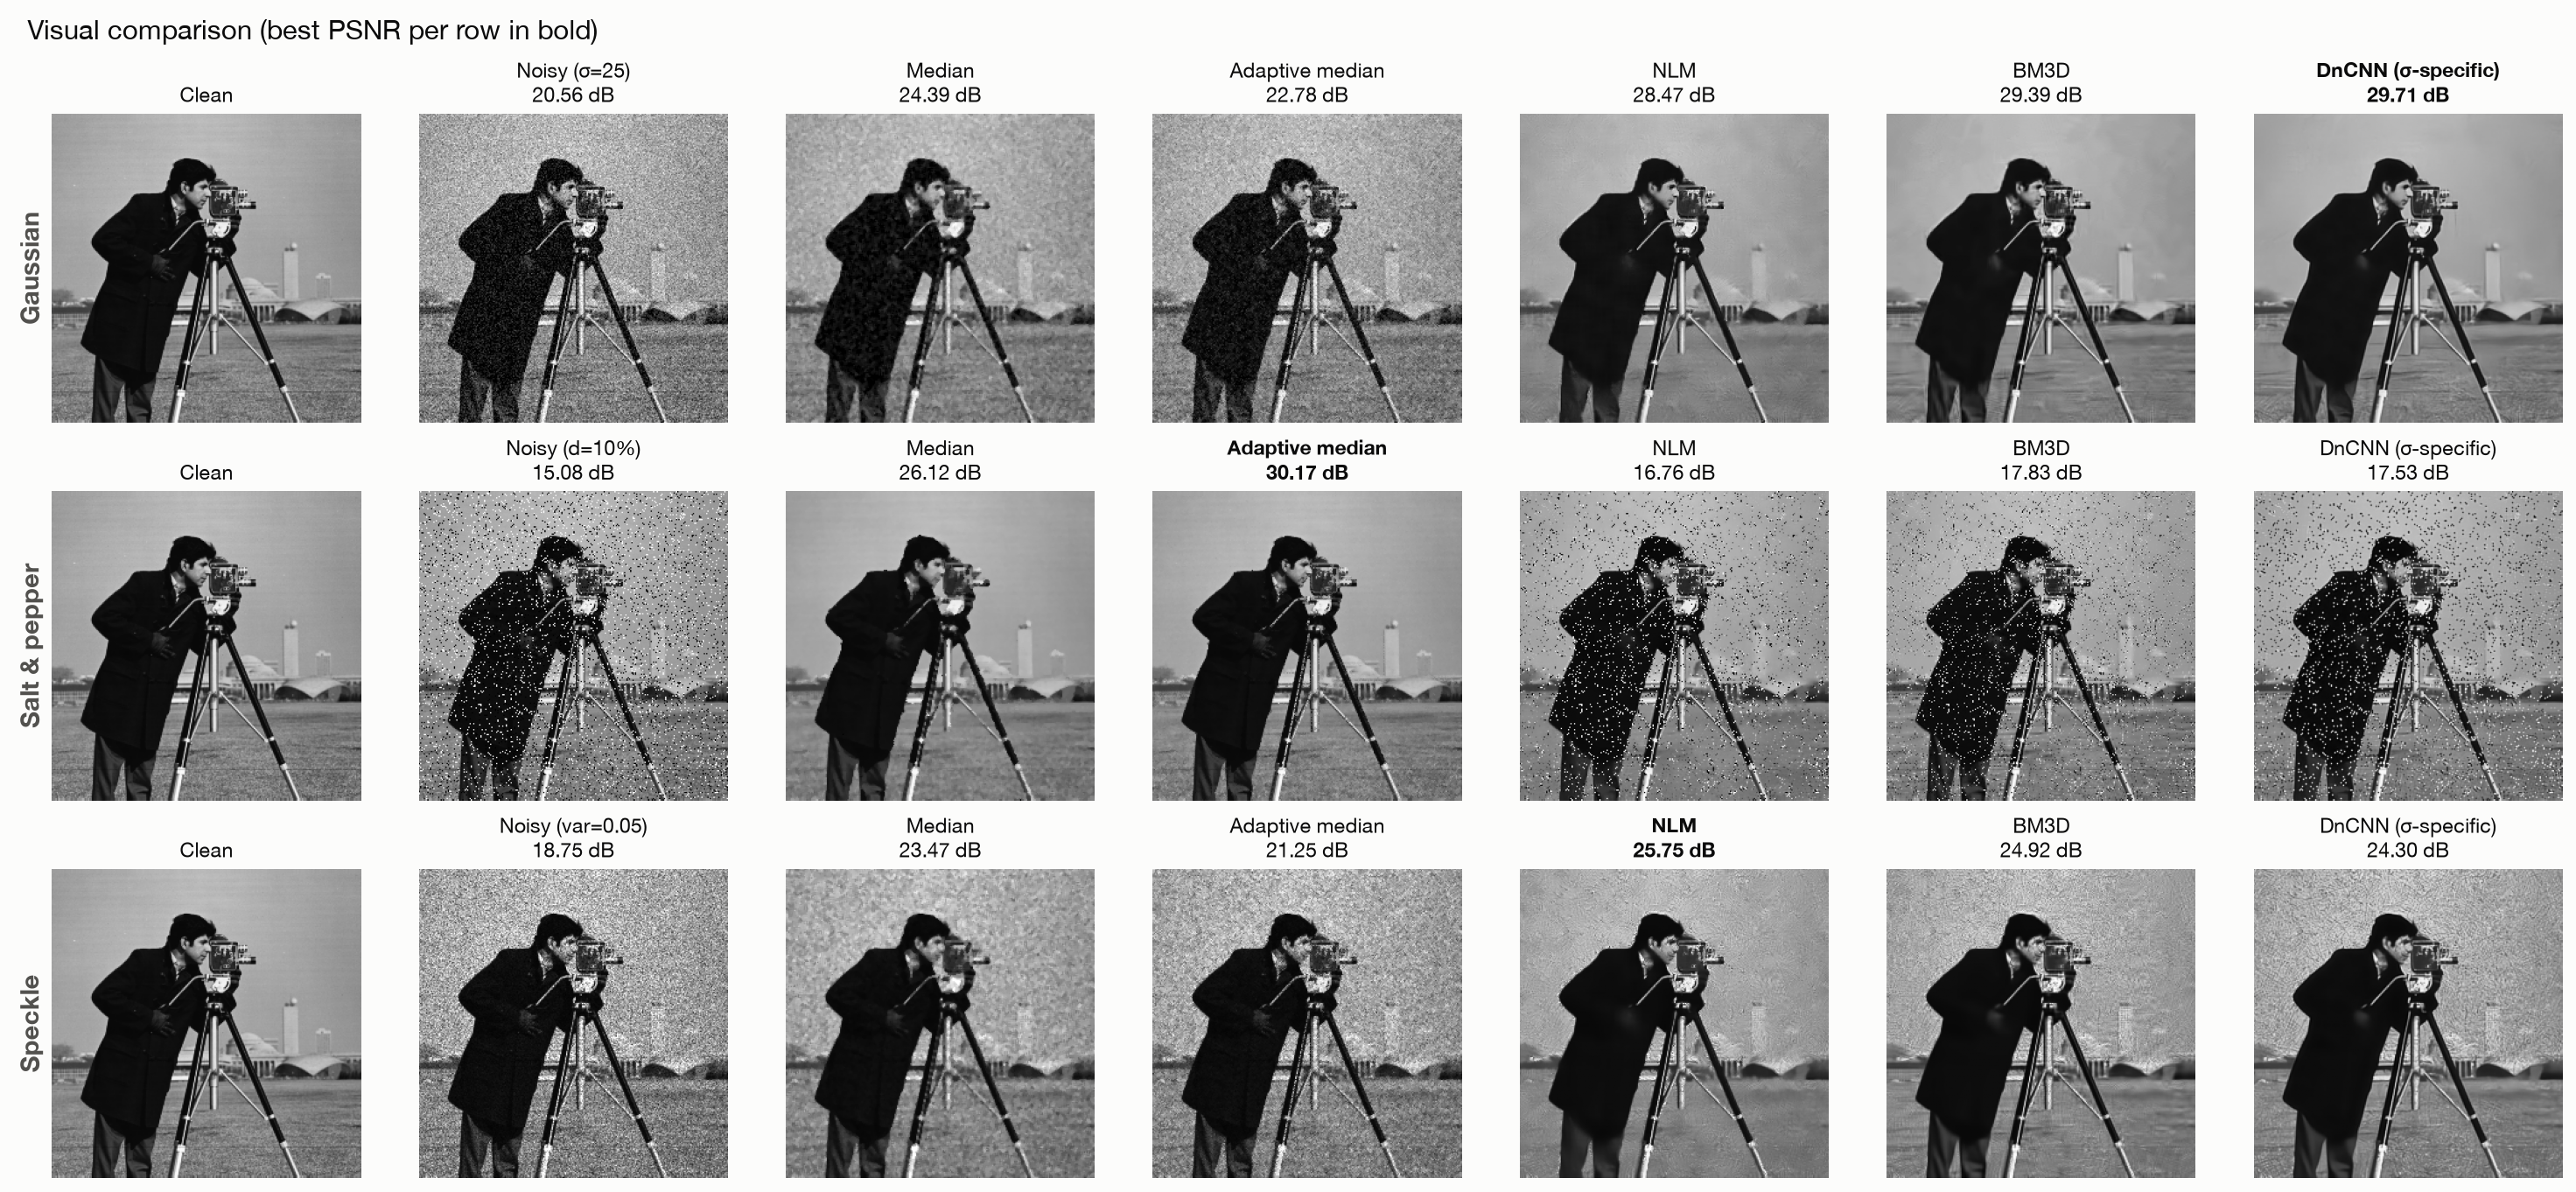 Visual comparison (best PSNR per row in bold)
Gaussian
Clean
Noisy (σ=25)
20.56 dB
Median
24.39 dB
Adaptive median
22.78 dB
NLM
28.47 dB
BM3D
29.39 dB
DnCNN (σ-specific)
29.71 dB
Salt & pepper
Clean
Noisy (d=10%)
15.08 dB
Median
26.12 dB
Adaptive median
30.17 dB
NLM
16.76 dB
BM3D
17.83 dB
DnCNN (σ-specific)
17.53 dB
Speckle
Clean
Noisy (var=0.05)
18.75 dB
Median
23.47 dB
Adaptive median
21.25 dB
NLM
25.75 dB
BM3D
24.92 dB
DnCNN (σ-specific)
24.30 dB